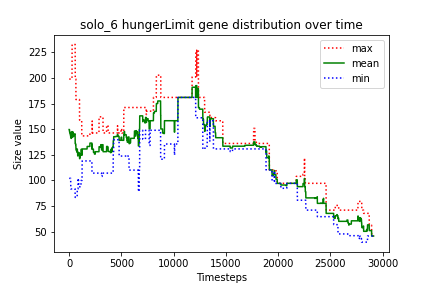 solo_6 hungerLimit gene distribution over time
max
mean
min
Size value
225
200
175
150
125
100
75
50
0 5000 10000 15000 20000 25000 30000
Timesteps